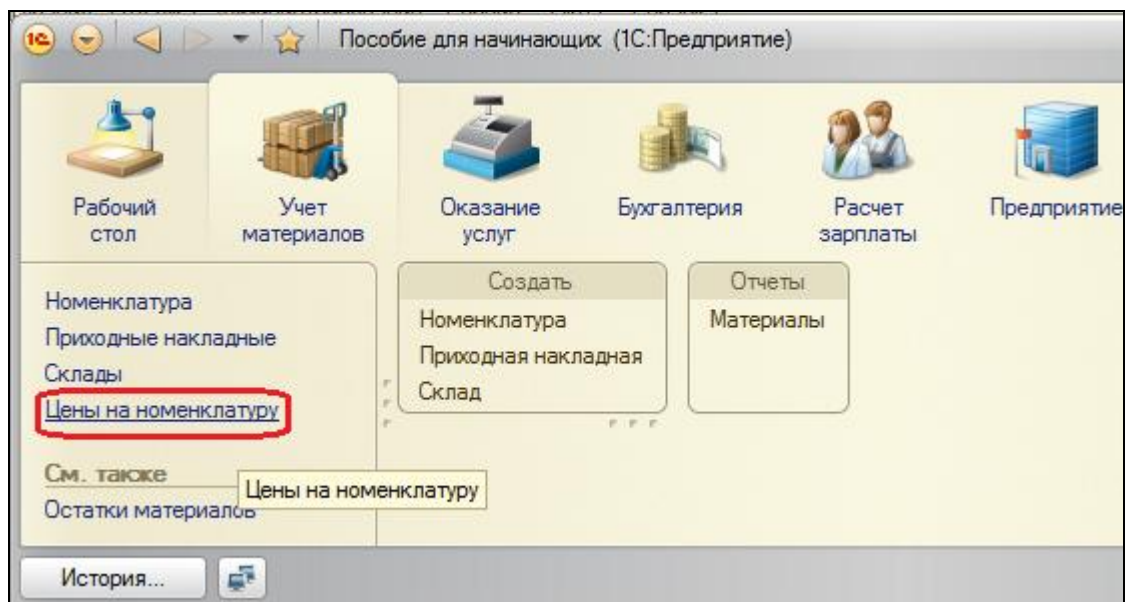 1С Пособие для начинающих (1С:Предприятие)
Рабочий стол
Учет материалов
Оказание услуг
Бухгалтерия
Расчет зарплаты
Предприятие
Номенклатура
Приходные накладные
Склады
Цены на номенклатуру
См. также
Остатки материалов
Цены на номенклатуру
Создать
Номенклатура
Приходная накладная
Склад
Отчеты
Материалы
История...